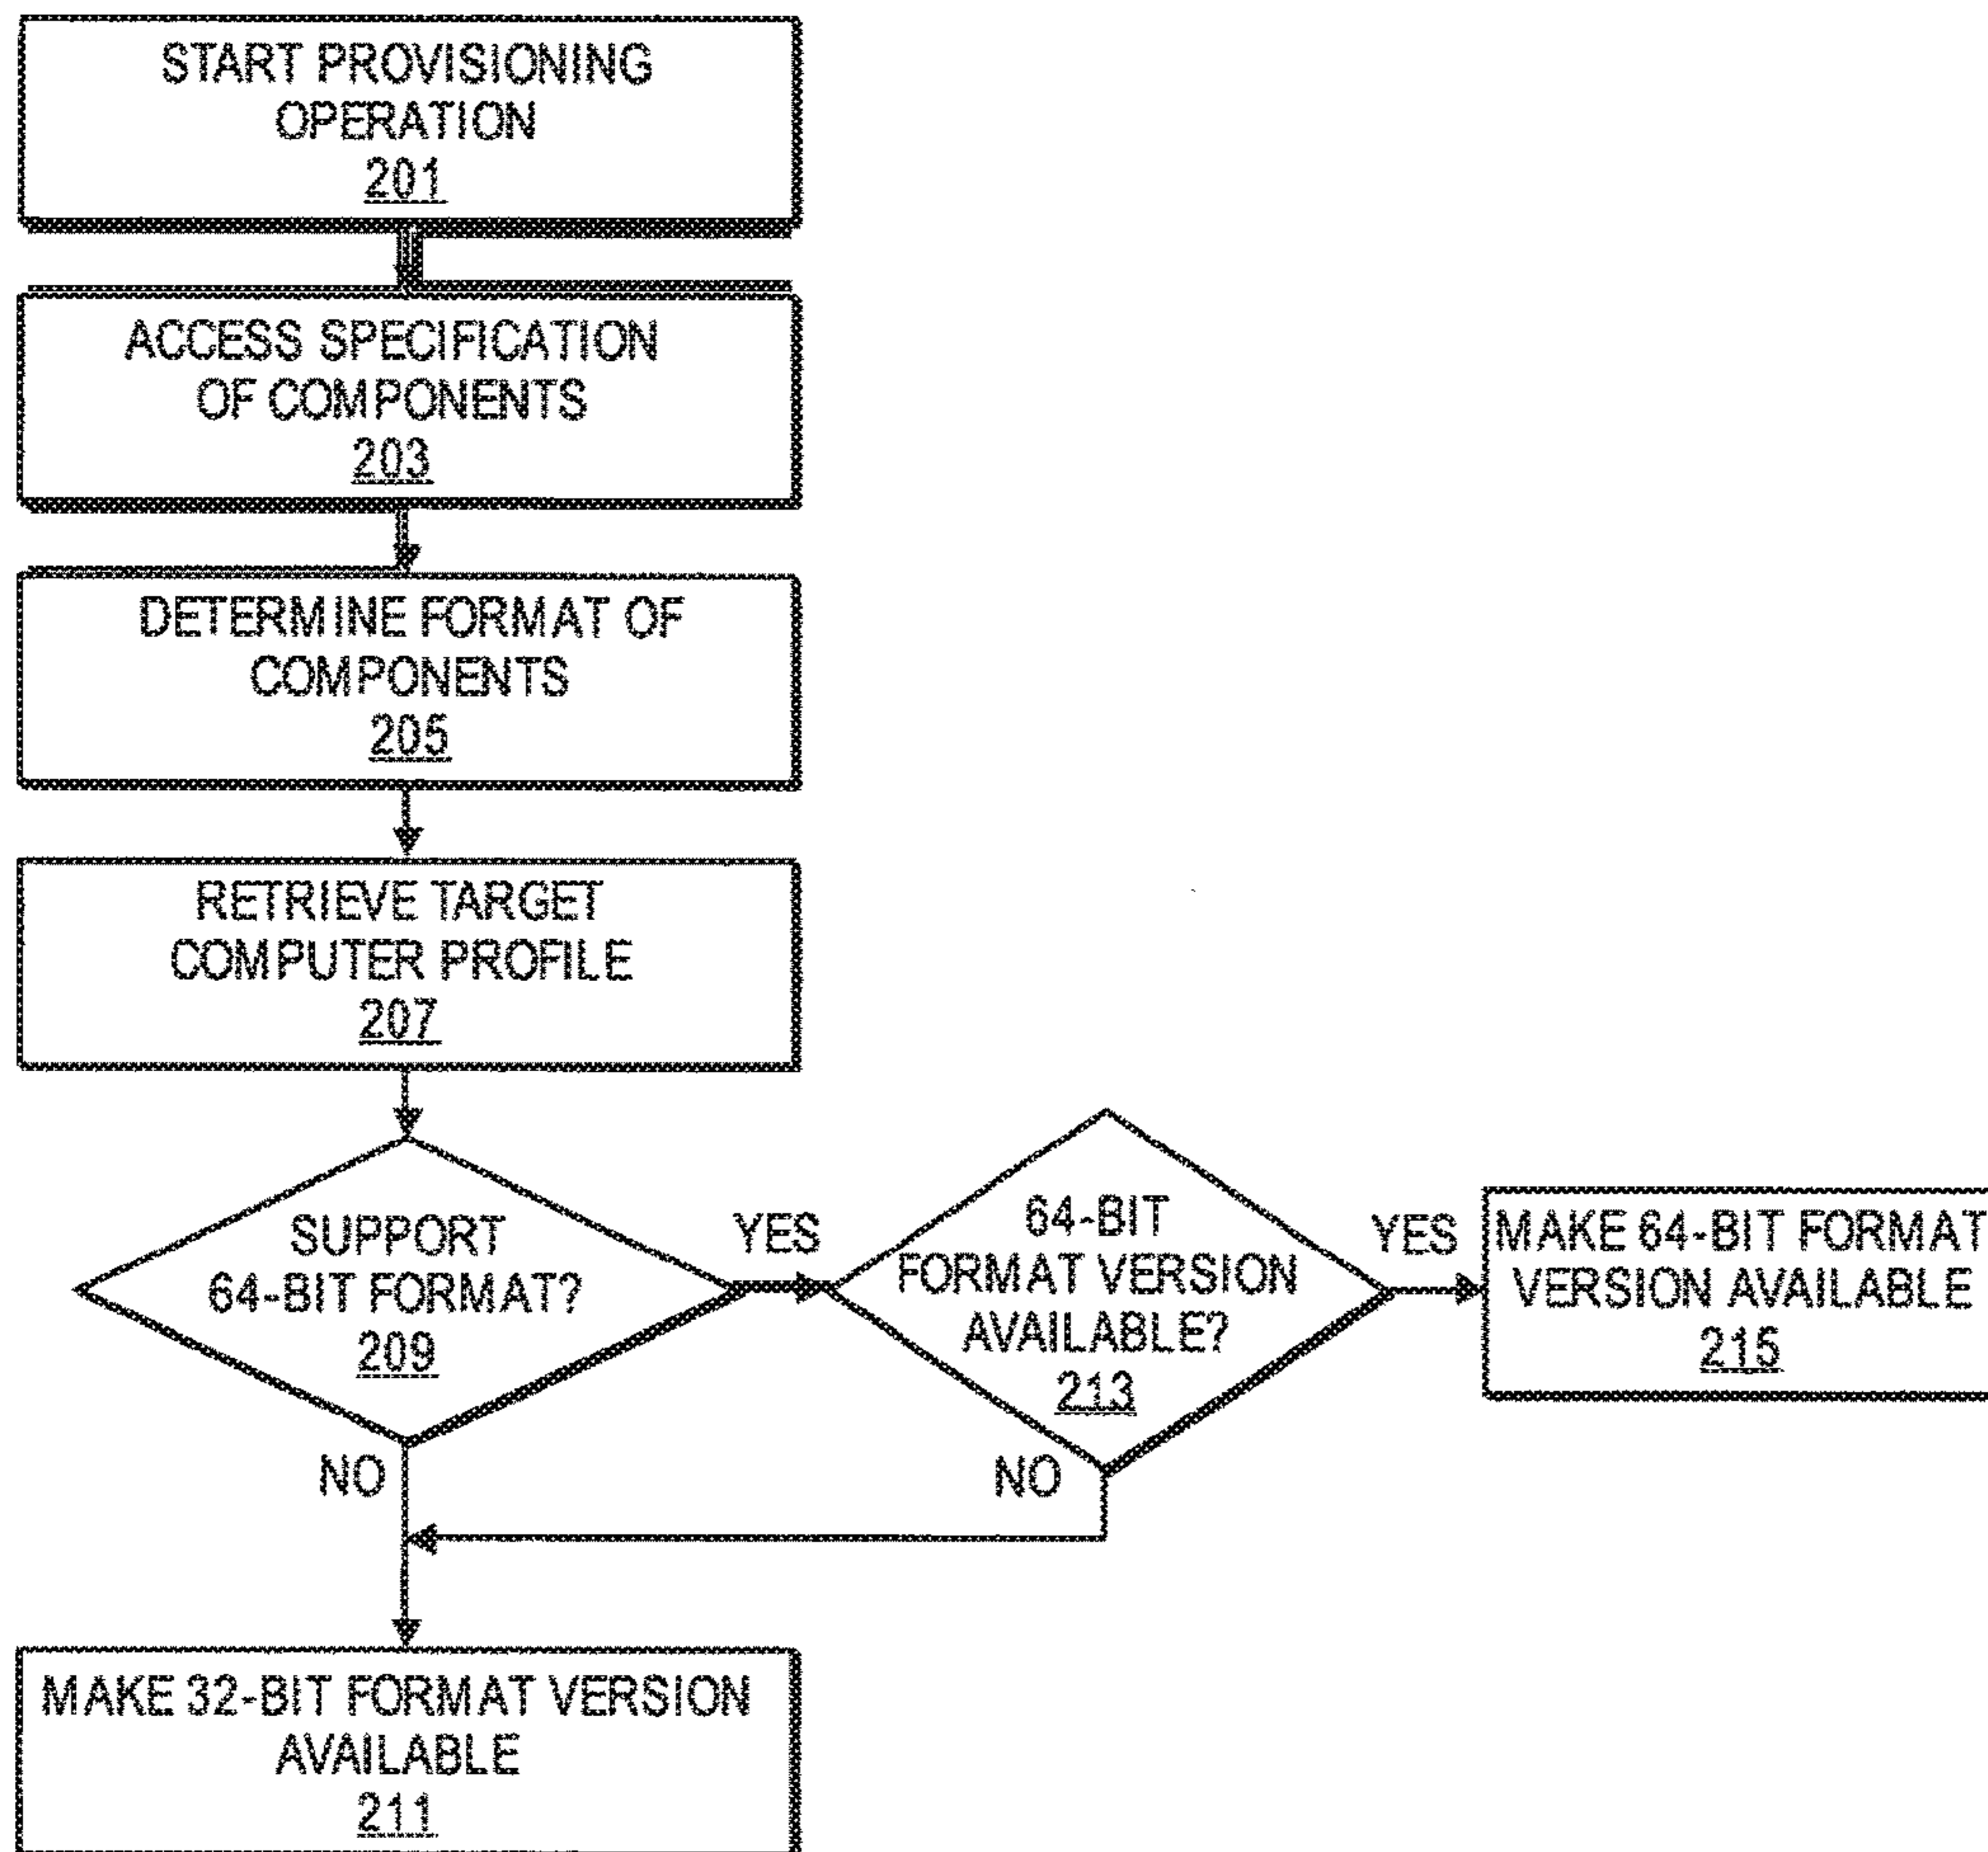 START PROVISIONING
OPERATION
201
ACCESS SPECIFICATION
OF COMPONENTS
203
DETERMINE FORMAT OF
COMPONENTS
205
RETRIEVE TARGET
COMPUTER PROFILE
207
SUPPORT
64-BIT FORMAT?
209
YES
NO
64-BIT
FORMAT VERSION
AVAILABLE?
213
YES
NO
MAKE 64-BIT FORMAT
VERSION AVAILABLE
215
MAKE 32-BIT FORMAT VERSION
AVAILABLE
211